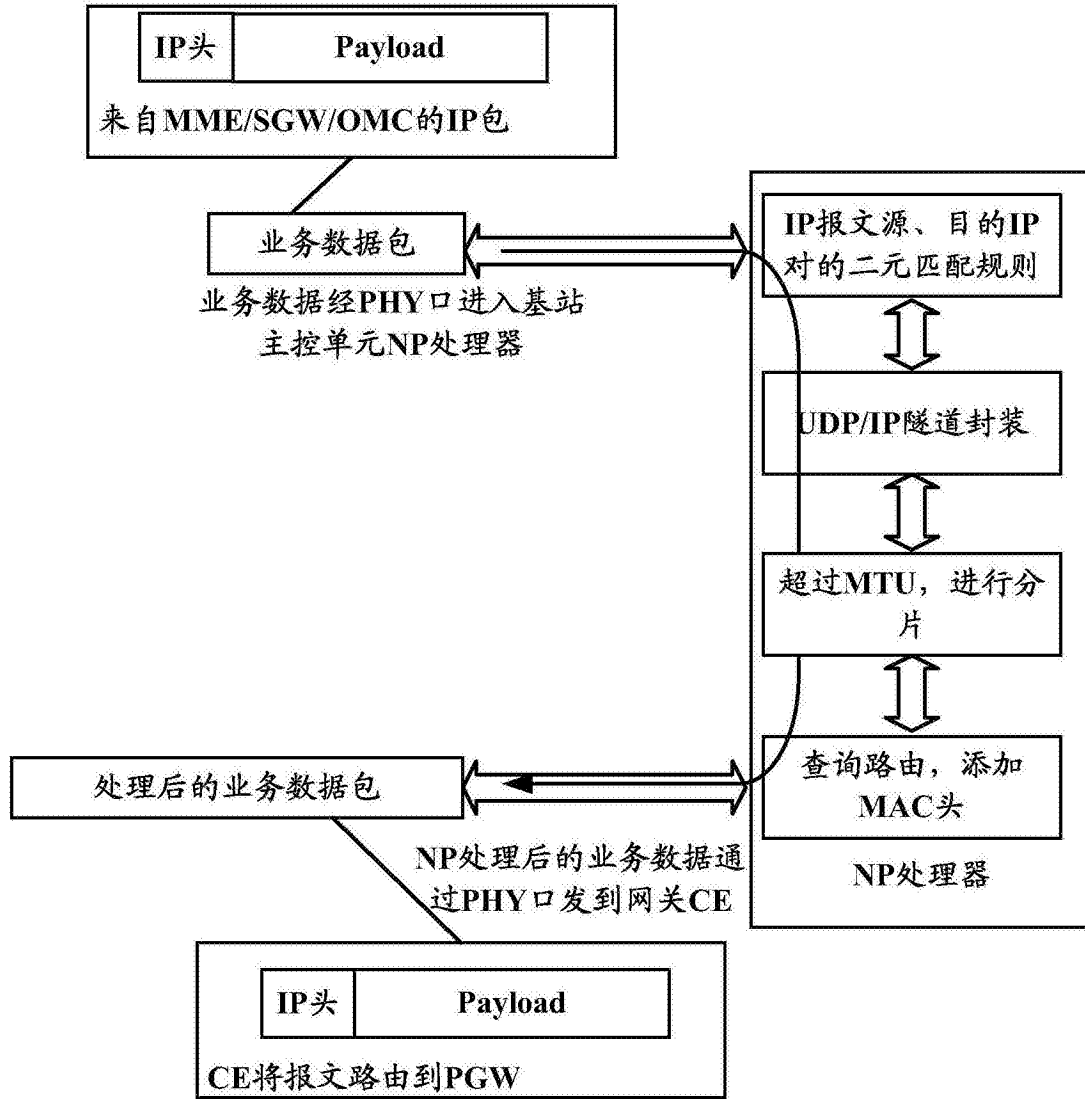 IP头 Payload
来自MME/SGW/OMC的IP包
业务数据包
业务数据经PHY口进入基站
主控单元NP处理器
IP报文源、目的IP
对的二元匹配规则
UDP/IP隧道封装
超过MTU，进行分
片
查询路由，添加
MAC头
NP处理器
处理后的业务数据包
NP处理后的业务数据通
过PHY口发到网关CE
IP头 Payload
CE将报文路由到PGW